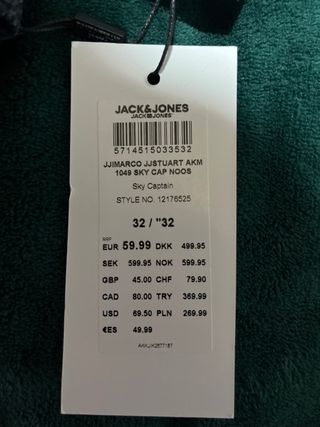 JACK&JONES
JACK&JONES
5714515033532
JJIMARCO JJSTUART AKM
1049 SKY CAP NOOS
Sky Captain
STYLE NO. 12176525
32 / "32
RRP
EUR 59.99 DKK 499.95
SEK 599.95 NOK 599.95
GBP 45.00 CHF 79.90
CAD 80.00 TRY 369.99
USD 69.50 PLN 269.99
€ES 49.99